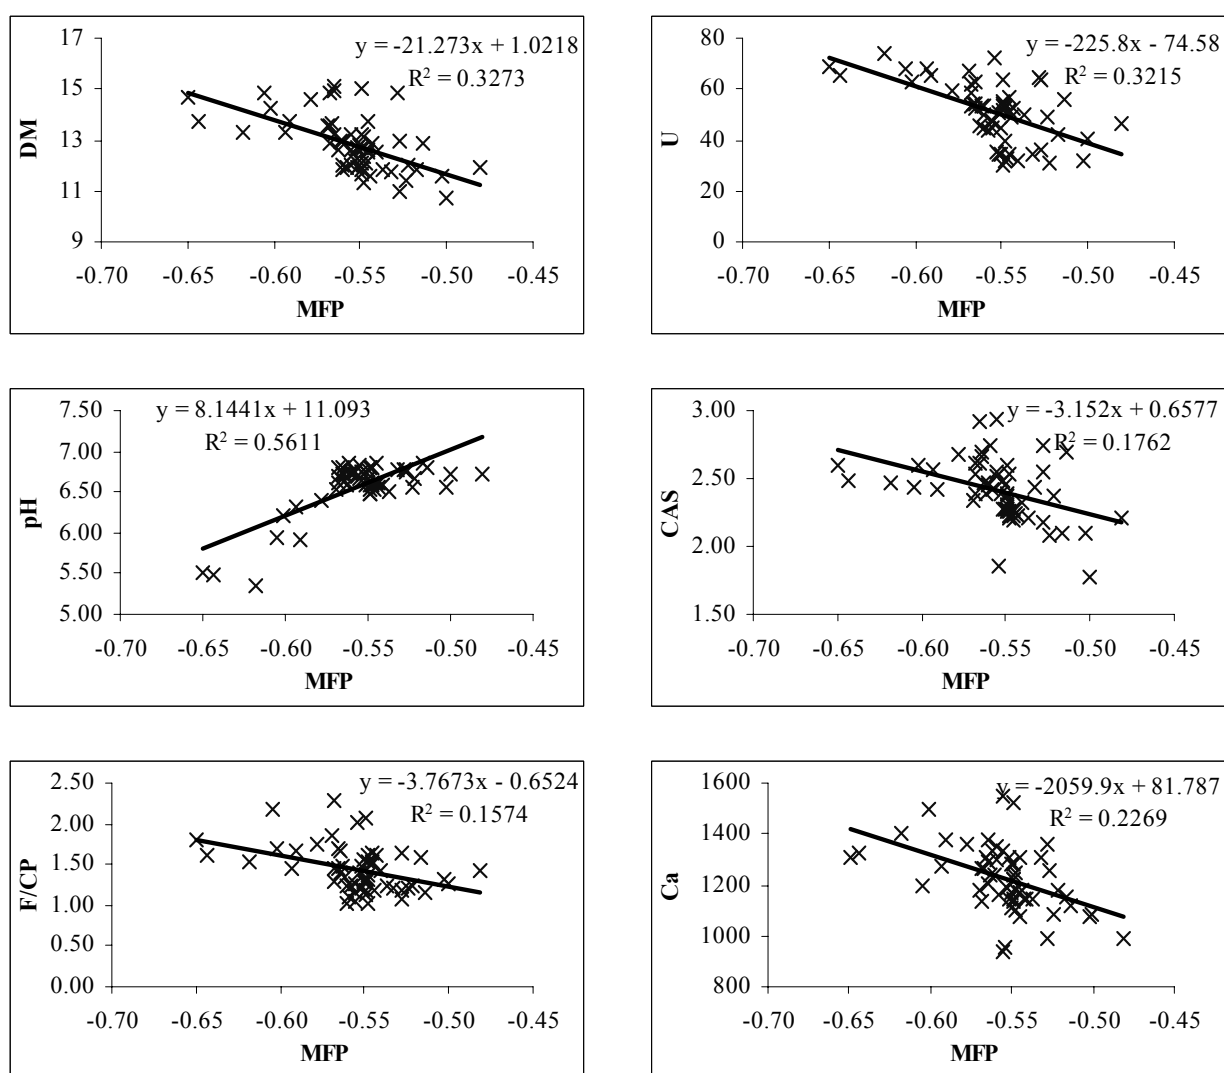 17
15
13
11
9
DM
y = -21.273x + 1.0218
R² = 0.3273
-0.70 -0.65 -0.60 -0.55 -0.50 -0.45
MFP
80
60
40
20
0
U
y = -225.8x - 74.58
R² = 0.3215
-0.70 -0.65 -0.60 -0.55 -0.50 -0.45
MFP
7.50
7.00
6.50
6.00
5.50
5.00
pH
y = 8.1441x + 11.093
R² = 0.5611
-0.70 -0.65 -0.60 -0.55 -0.50 -0.45
MFP
3.00
2.50
2.00
1.50
CAS
y = -3.152x + 0.6577
R² = 0.1762
-0.70 -0.65 -0.60 -0.55 -0.50 -0.45
MFP
2.50
2.00
1.50
1.00
0.50
0.00
F/CP
y = -3.7673x - 0.6524
R² = 0.1574
-0.70 -0.65 -0.60 -0.55 -0.50 -0.45
MFP
1600
1400
1200
1000
800
Ca
y = -2059.9x + 81.787
R² = 0.2269
-0.70 -0.65 -0.60 -0.55 -0.50 -0.45
MFP